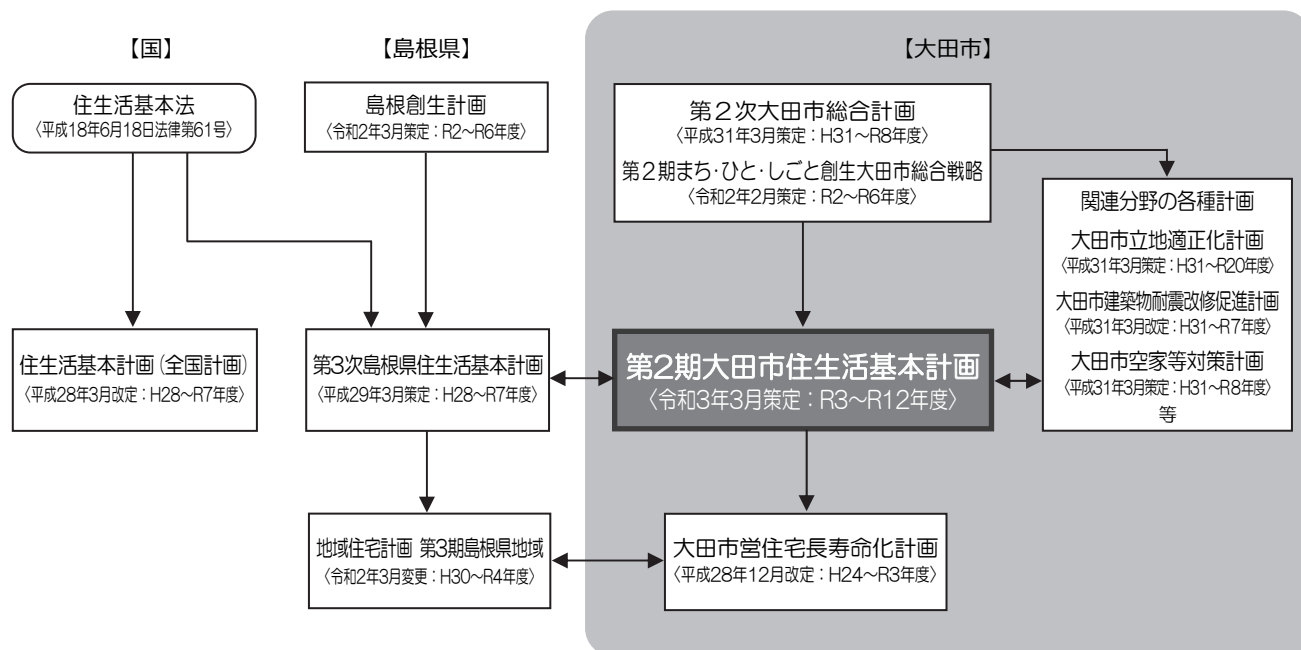 【国】
住生活基本法
〈平成18年6月18日法律第61号〉
住生活基本計画(全国計画)
〈平成28年3月改定：H28～R7年度〉
【島根県】
島根創生計画
〈令和2年3月策定：R2～R6年度〉
第3次島根県住生活基本計画
〈平成29年3月策定：H28～R7年度〉
地域住宅計画 第3期島根県地域
〈令和2年3月変更：H30～R4年度〉
【大田市】
第２次大田市総合計画
〈平成31年3月策定：H31～R8年度〉
第２期まち・ひと・しごと創生大田市総合戦略
〈令和2年2月策定：R2～R6年度〉
第2期大田市住生活基本計画
〈令和3年3月策定：R3～R12年度〉
大田市営住宅長寿命化計画
〈平成28年12月改定：H24～R3年度〉
関連分野の各種計画
大田市立地適正化計画
〈平成31年3月策定：H31～R20年度〉
大田市建築物耐震改修促進計画
〈平成31年3月改定：H31～R7年度〉
大田市空家等対策計画
〈平成31年3月策定：H31～R8年度〉
等